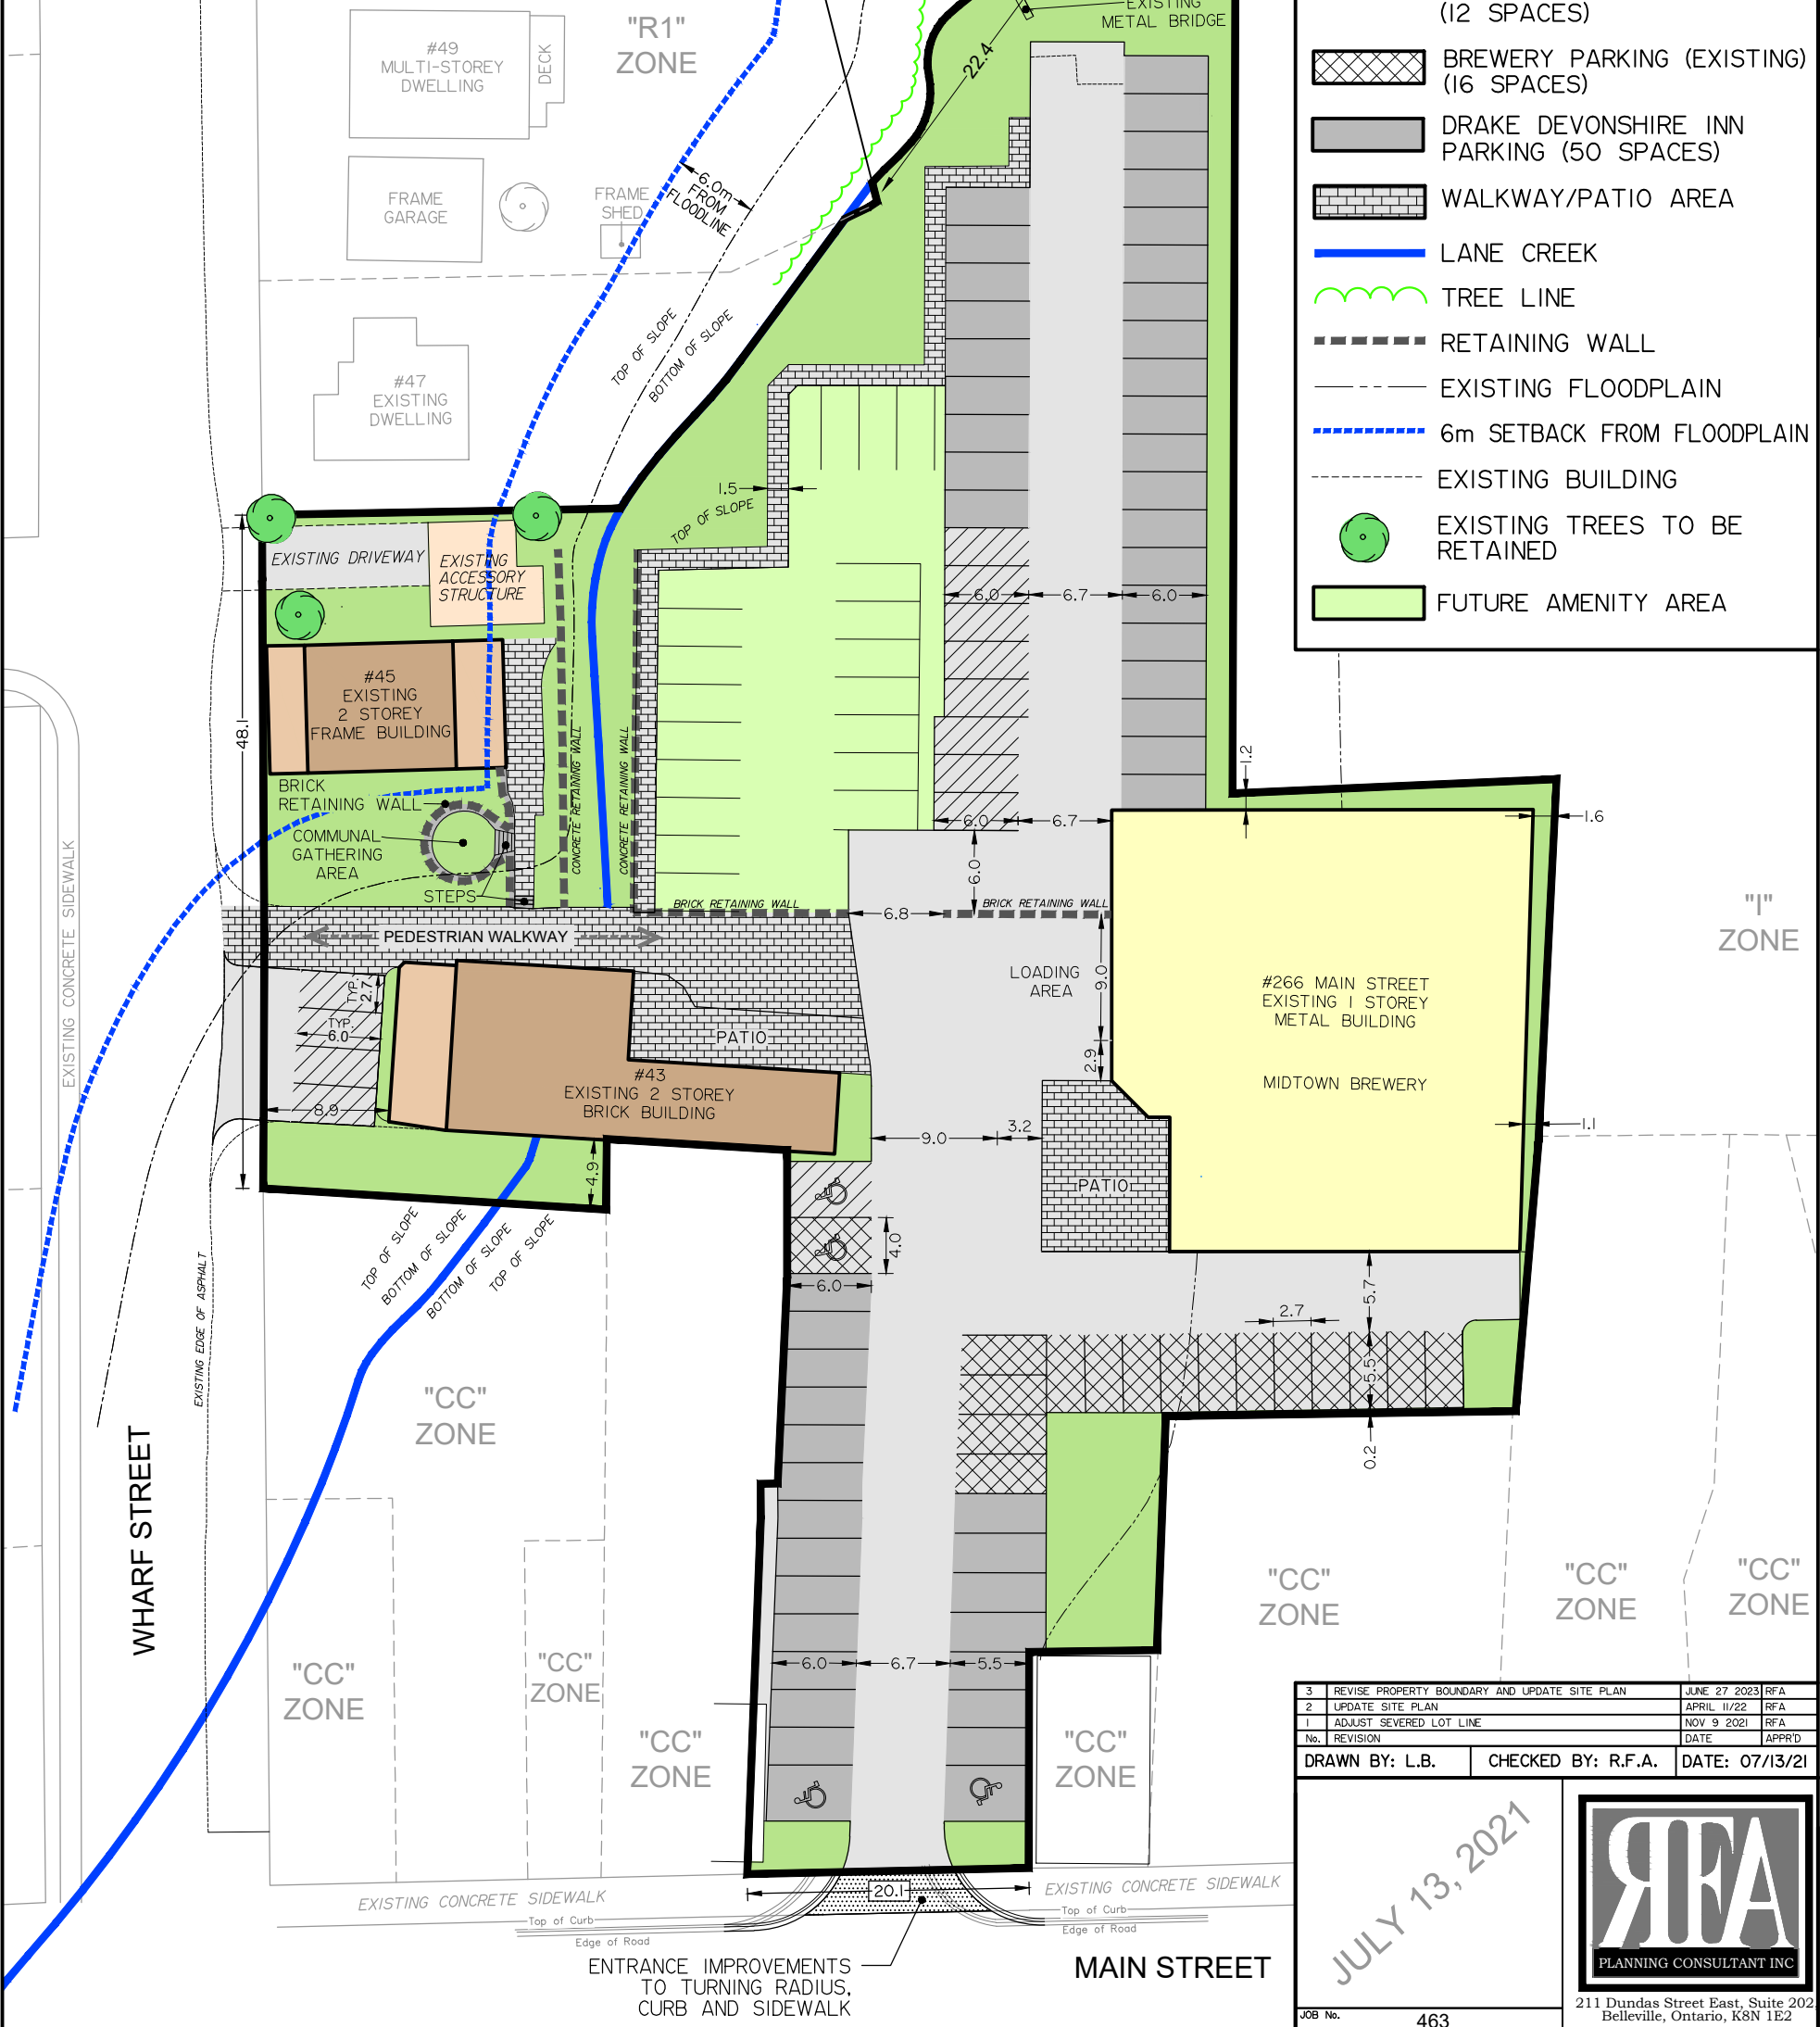 EXISTING
METAL BRIDGE
(12 SPACES)
BREWERY PARKING (EXISTING)
(16 SPACES)
DRAKE DEVONSHIRE INN
PARKING (50 SPACES)
WALKWAY/PATIO AREA
LANE CREEK
TREE LINE
RETAINING WALL
EXISTING FLOODPLAIN
6m SETBACK FROM FLOODPLAIN
EXISTING BUILDING
EXISTING TREES TO BE
RETAINED
FUTURE AMENITY AREA
"R1"
ZONE
#49
MULTI-STOREY
DWELLING
DECK
22.4
FRAME
GARAGE
FRAME
SHED
6.0m
FROM
FLOODLINE
#47
EXISTING
DWELLING
TOP OF SLOPE
BOTTOM OF SLOPE
1.5
TOP OF SLOPE
EXISTING DRIVEWAY
EXISTING
ACCESSORY
STRUCTURE
6.0
6.7
6.0
#45
EXISTING
2 STOREY
FRAME BUILDING
48.1
BRICK
RETAINING WALL
COMMUNAL
GATHERING
AREA
STEPS
CONCRETE RETAINING WALL
CONCRETE RETAINING WALL
1.2
1.6
6.0
6.7
6.0
BRICK RETAINING WALL
6.8
BRICK RETAINING WALL
PEDESTRIAN WALKWAY
EXISTING CONCRETE SIDEWALK
"I"
ZONE
LOADING
AREA
9.0
2.9
#266 MAIN STREET
EXISTING 1 STOREY
METAL BUILDING
MIDTOWN BREWERY
TYP.
2.7
TYP.
6.0
PATIO
#43
EXISTING 2 STOREY
BRICK BUILDING
8.9
9.0
3.2
1.1
4.9
PATIO
4.0
6.0
TOP OF SLOPE
BOTTOM OF SLOPE
BOTTOM OF SLOPE
TOP OF SLOPE
EXISTING EDGE OF ASPHALT
5.7
2.7
5.5
0.2
"CC"
ZONE
WHARF STREET
"CC"
ZONE
"CC"
ZONE
"CC"
ZONE
"CC"
ZONE
"CC"
ZONE
"CC"
ZONE
"CC"
ZONE
6.0
6.7
5.5
20.1
EXISTING CONCRETE SIDEWALK
Top of Curb
Edge of Road
EXISTING CONCRETE SIDEWALK
Top of Curb
Edge of Road
ENTRANCE IMPROVEMENTS
TO TURNING RADIUS,
CURB AND SIDEWALK
MAIN STREET
3 REVISE PROPERTY BOUNDARY AND UPDATE SITE PLAN JUNE 27 2023 RFA
2 UPDATE SITE PLAN APRIL 11/22 RFA
1 ADJUST SEVERED LOT LINE NOV 9 2021 RFA
No. REVISION DATE APPR'D
DRAWN BY: L.B. CHECKED BY: R.F.A. DATE: 07/13/21
JULY 13, 2021
RFA
PLANNING CONSULTANT INC
211 Dundas Street East, Suite 202
Belleville, Ontario, K8N 1E2
JOB No. 463